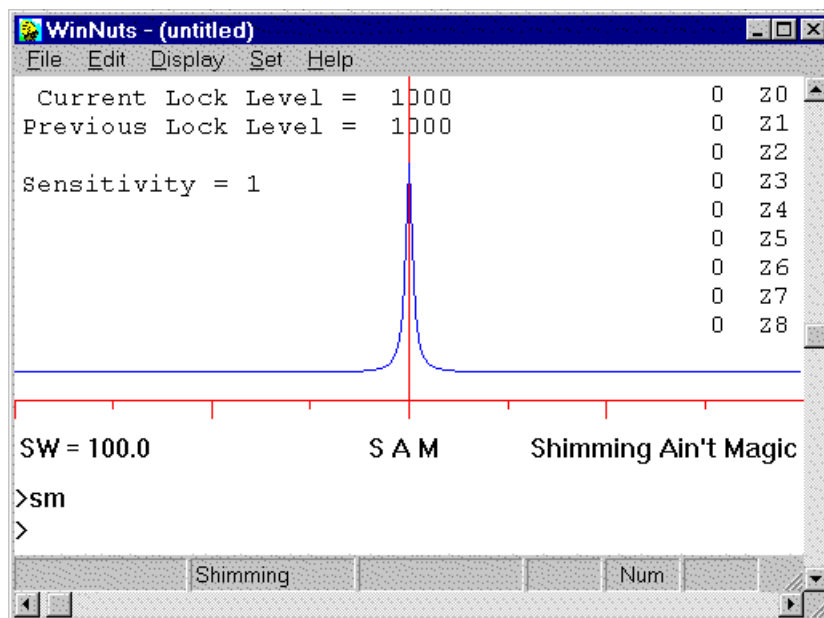 WinNuts - (untitled)
File Edit Display Set Help
Current Lock Level = 1000 0 Z0
Previous Lock Level = 1000 0 Z1
0 Z2
Sensitivity = 1 0 Z3
0 Z4
0 Z5
0 Z6
0 Z7
0 Z8
SW = 100.0 S A M Shimming Ain't Magic
>sm
>
Shimming Num